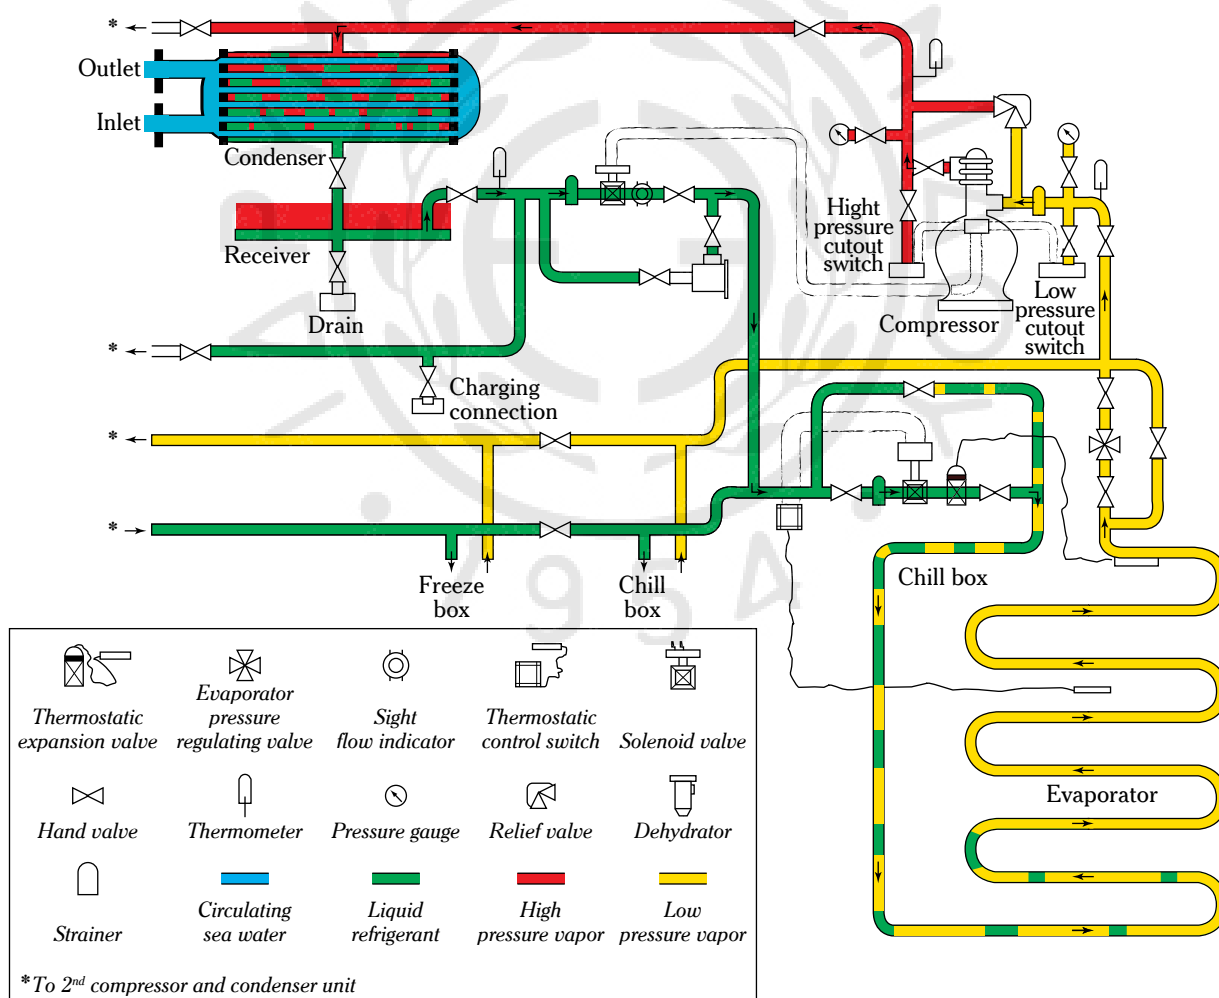 *
Outlet
Inlet
Condenser
Receiver
Drain
Hight
pressure
cutout
switch
Compressor
Low
pressure
cutout
switch
*
Charging
connection
*
*
Freeze
box
Chill
box
Chill box
Evaporator
Thermostatic
expansion valve
Evaporator
pressure
regulating valve
Sight
flow indicator
Thermostatic
control switch
Solenoid valve
Hand valve
Thermometer
Pressure gauge
Relief valve
Dehydrator
Strainer
Circulating
sea water
Liquid
refrigerant
High
pressure vapor
Low
pressure vapor
*To 2nd compressor and condenser unit
1954